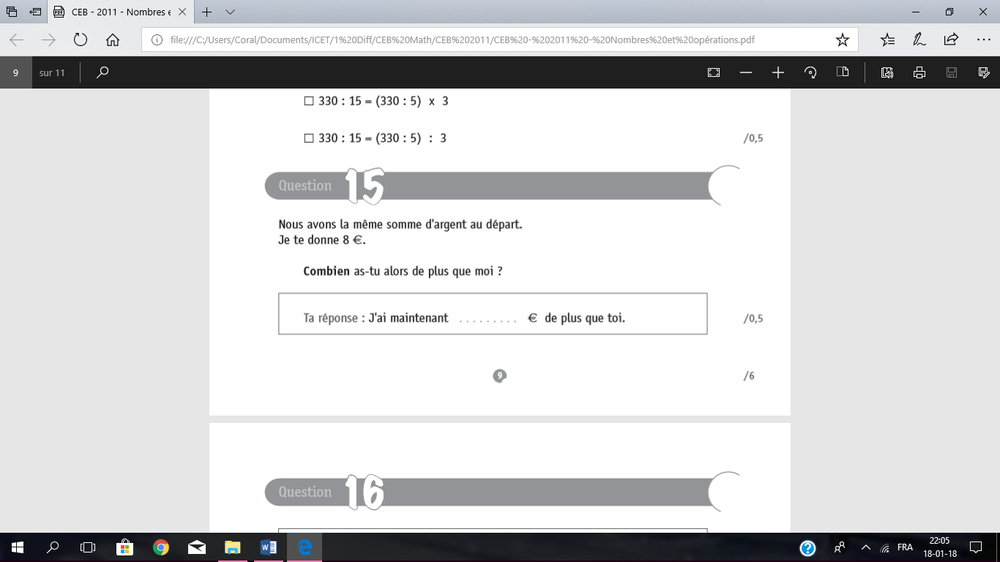 CEB - 2011 - Nombres e
file:///C:/Users/Coral/Documents/ICET/1%20Diff/CEB%20Math/CEB%202011/CEB%20-%202011%20-%20Nombres%20et%20opérations.pdf
9 sur 11
330 : 15 = (330 : 5) x 3
330 : 15 = (330 : 5) : 3 /0,5
Question 15
Nous avons la même somme d'argent au départ.
Je te donne 8 €.
Combien as-tu alors de plus que moi ?
Ta réponse : J'ai maintenant ......... € de plus que toi. /0,5
9 /6
Question 16
FRA
22:05
18-01-18